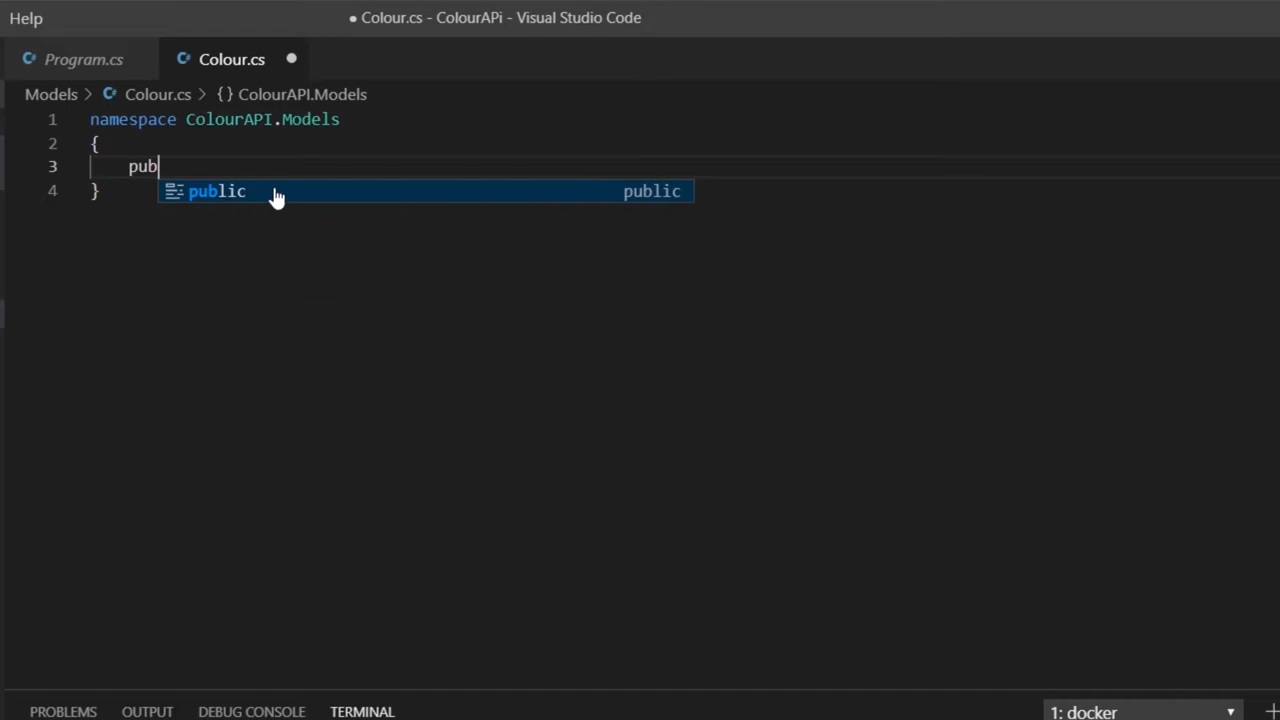 Help
● Colour.cs - ColourAPi - Visual Studio Code
Program.cs
Colour.cs ●
Models > Colour.cs > {} ColourAPI.Models
1 namespace ColourAPI.Models
2 {
3 pub
public public
4 }
PROBLEMS OUTPUT DEBUG CONSOLE TERMINAL 1: docker